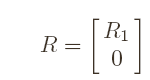 R = [ R₁
0 ]